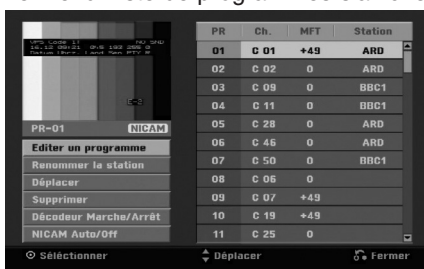 PR Ch. MFT Station
01 C 01 +49 ARD
02 C 02 0 ARD
03 C 09 0 BBC1
04 C 11 0 BBC1
05 C 28 0 ARD
06 C 46 0 ARD
07 C 50 0 BBC1
08 C 06 0
09 C 07 +49
10 C 19 +49
11 C 25 0
PR-01 NICAM
Editer un programme
Renommer la station
Déplacer
Supprimer
Décodeur Marche/Arrêt
NICAM Auto/Off
Séléctionner Déplacer Fermer